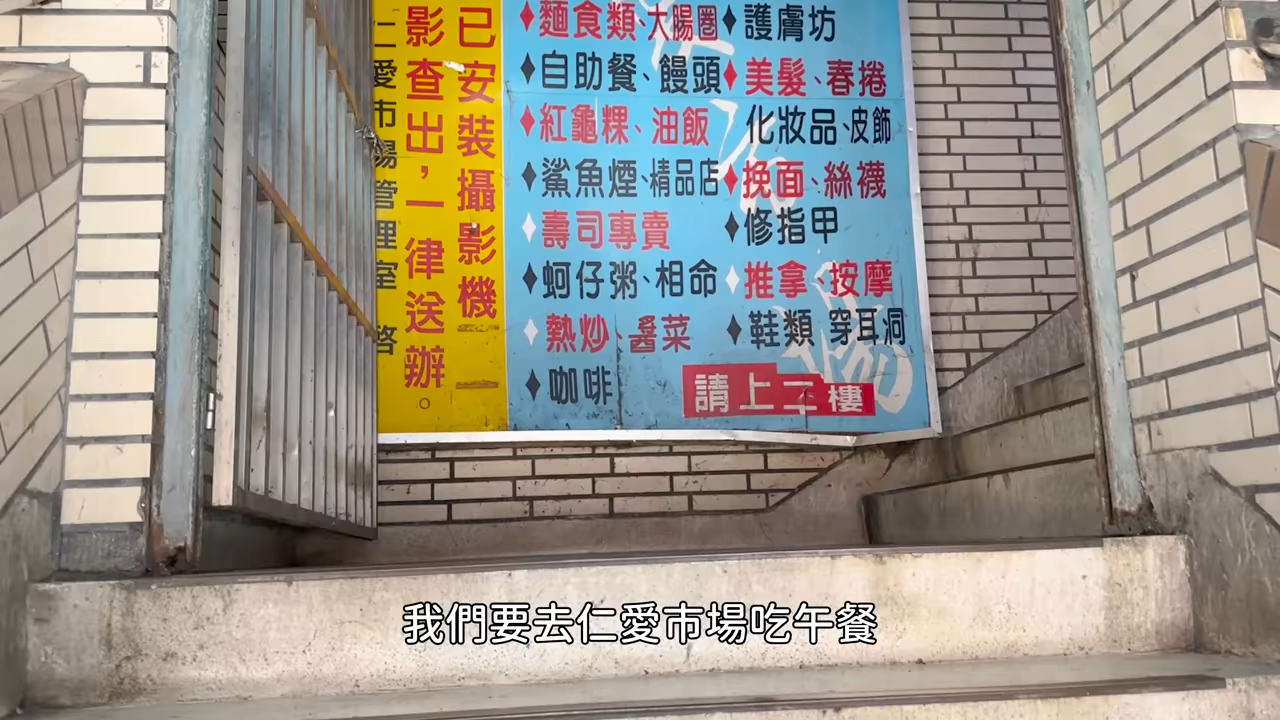 已安裝攝影機
影查出，一律送辦。
仁愛市場管理室 啓
麵食類、大腸圈
自助餐、饅頭
紅龜粿、油飯
鯊魚煙、精品店
壽司專賣
蚵仔粥、相命
熱炒、醬菜
咖啡
護膚坊
美髮、春捲
化妝品、皮飾
挽面、絲襪
修指甲
推拿、按摩
鞋類 穿耳洞
請上二樓
我們要去仁愛市場吃午餐